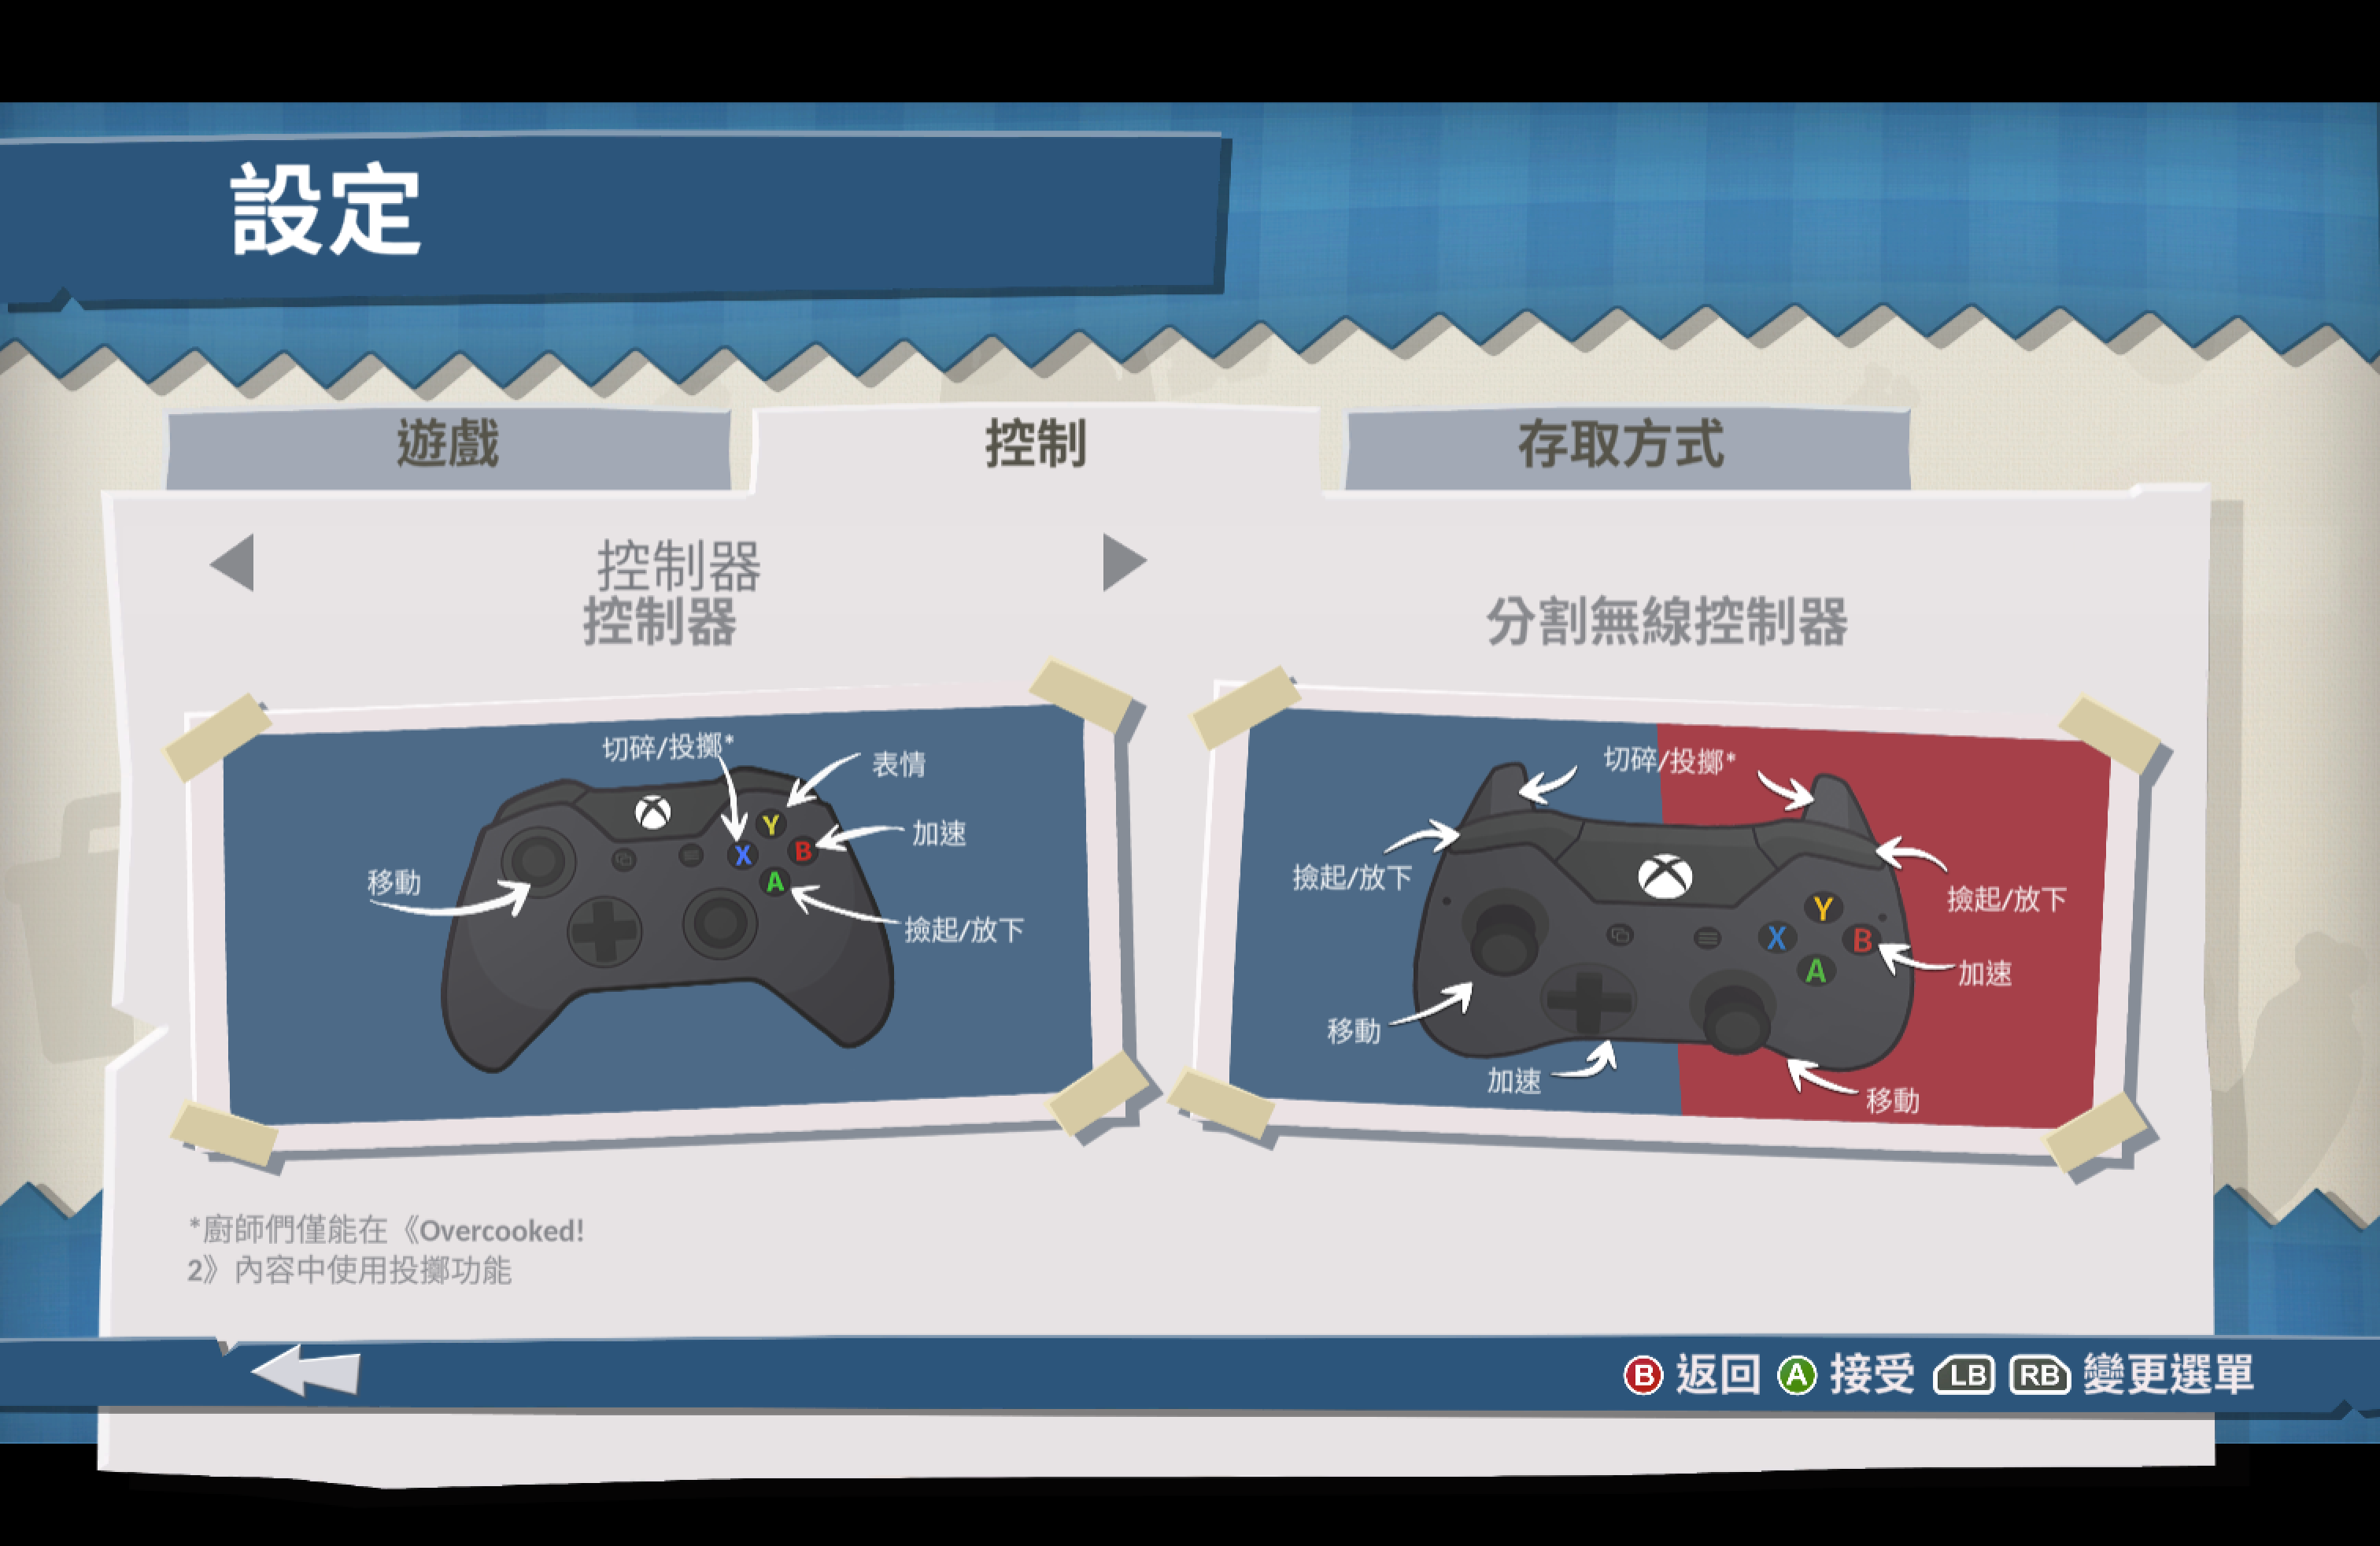 設定
遊戲
控制
存取方式
控制器
控制器
分割無線控制器
切碎/投擲*
表情
Y
加速
X
B
A
移動
撿起/放下
切碎/投擲*
撿起/放下
撿起/放下
Y
X
B
A
加速
移動
加速
移動
*廚師們僅能在《Overcooked!
2》內容中使用投擲功能
B 返回 A 接受 LB RB 變更選單